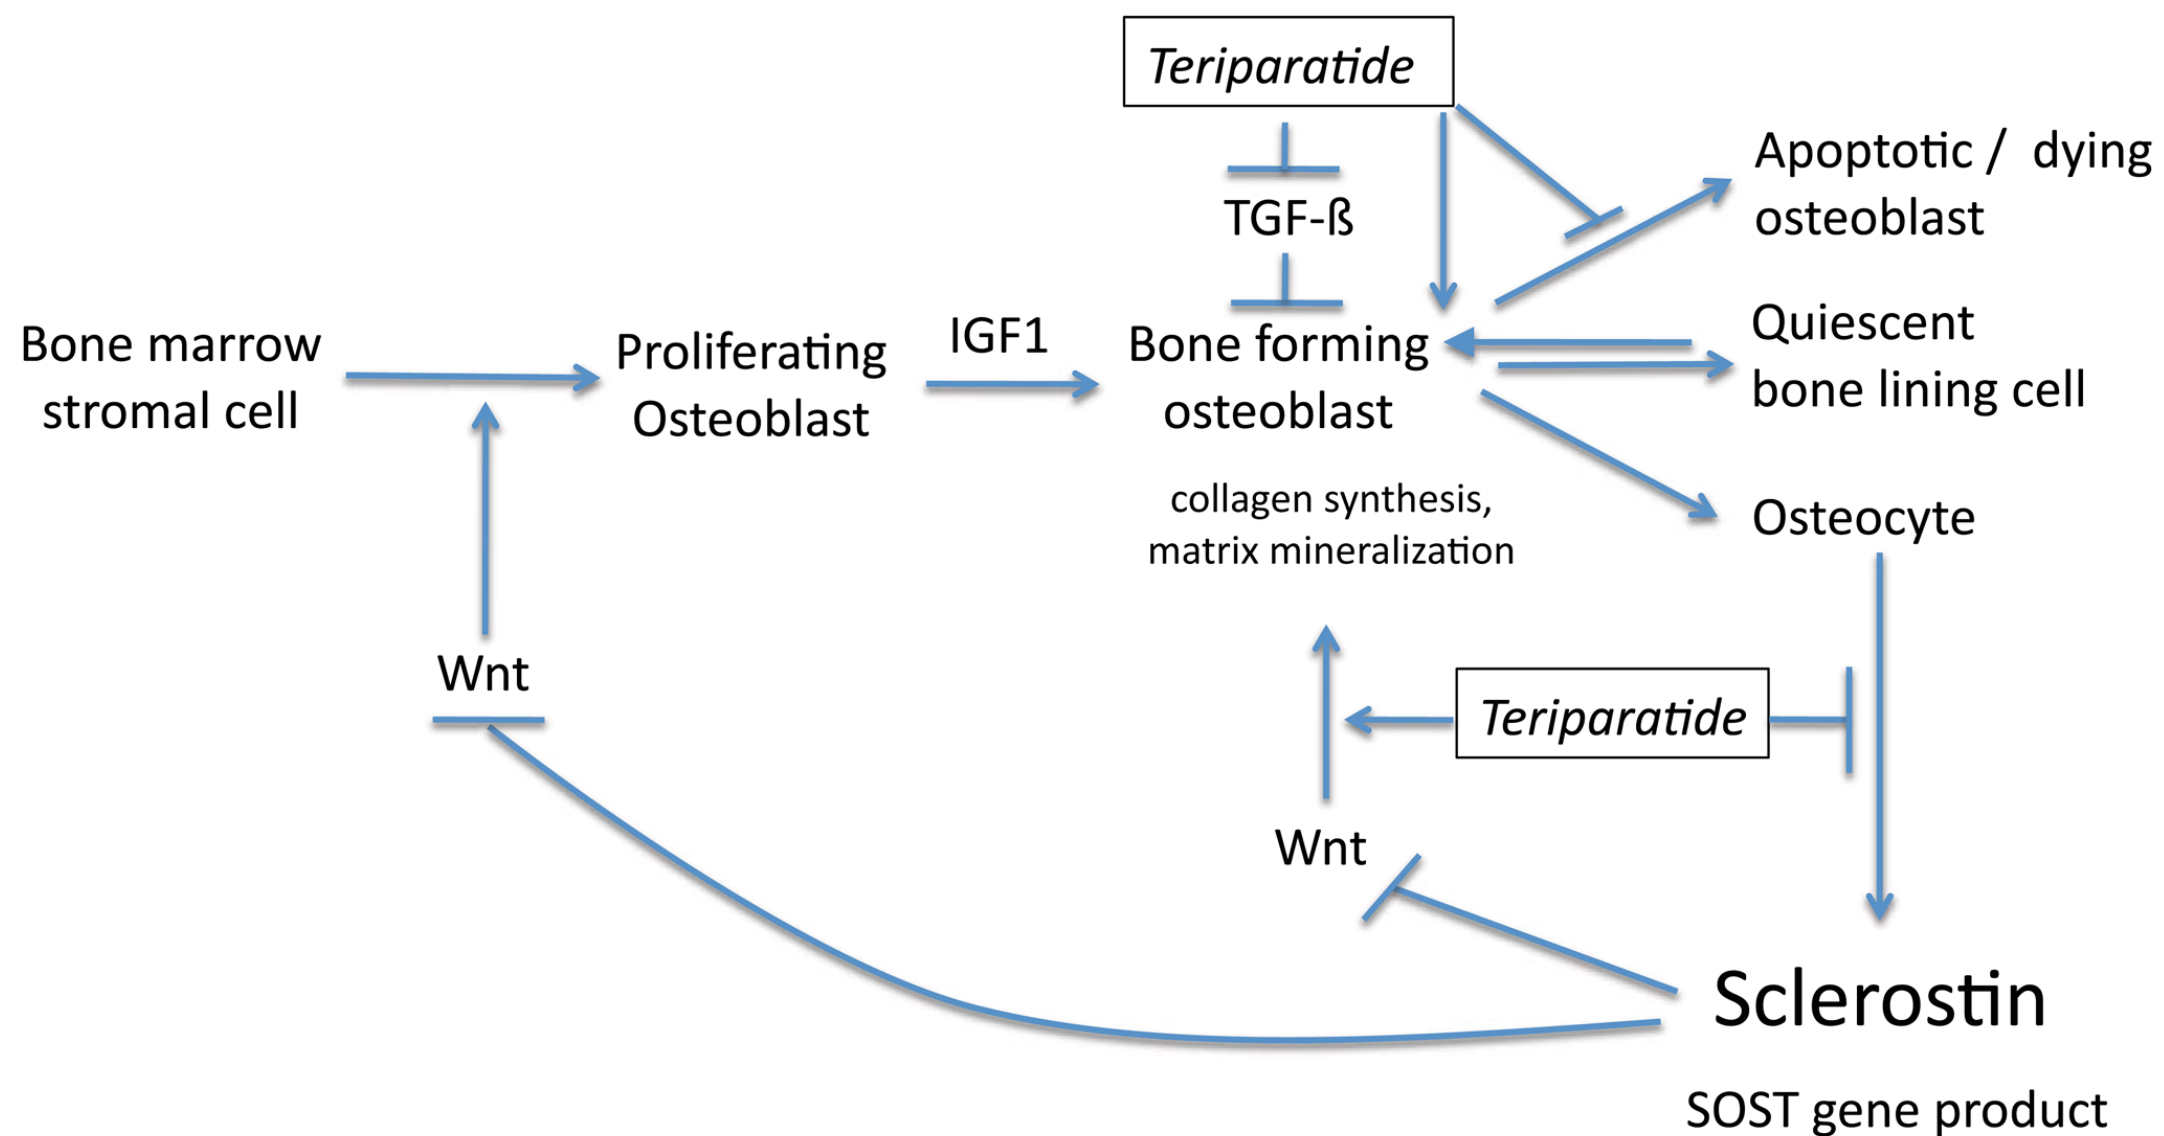 Teriparatide
Apoptotic / dying
osteoblast
TGF-ß
Bone marrow
stromal cell
Proliferating
Osteoblast
IGF1
Bone forming
osteoblast
Quiescent
bone lining cell
collagen synthesis,
matrix mineralization
Osteocyte
Wnt
Teriparatide
Wnt
Sclerostin
SOST gene product